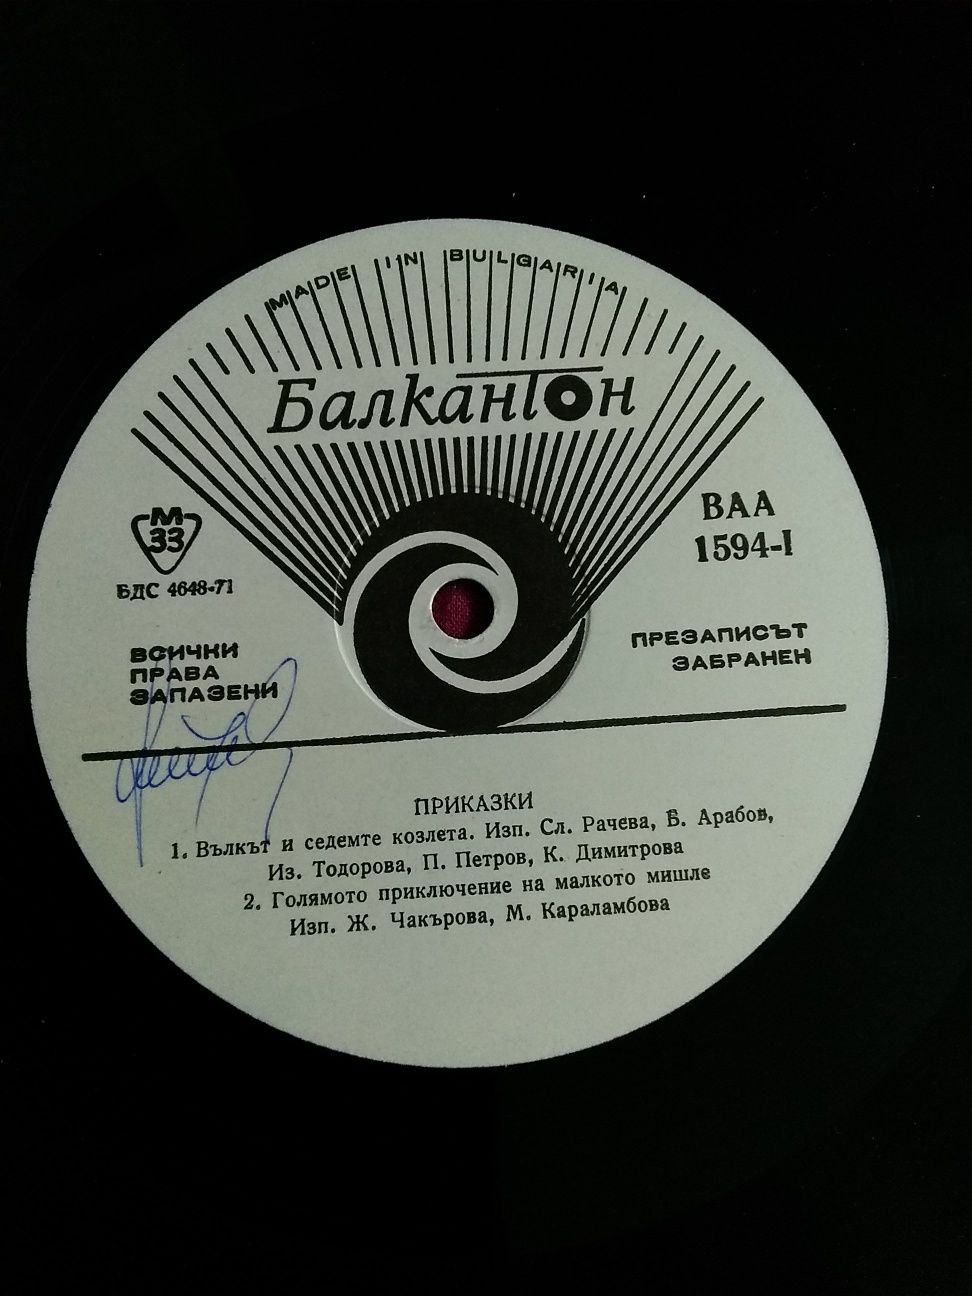 MADE IN BULGARIA
Балкантон
М
33
БДС 4648-71
ВАА
1594-I
ВСИЧКИ
ПРАВА
ЗАПАЗЕНИ
ПРЕЗАПИСЪТ
ЗАБРАНЕН
ПРИКАЗКИ
1. Вълкът и седемте козлета. Изп. Сл. Рачева, Б. Арабов,
Из. Тодорова, П. Петров, К. Димитрова
2. Голямото приключение на малкото мишле
Изп. Ж. Чакърова, М. Караламбова